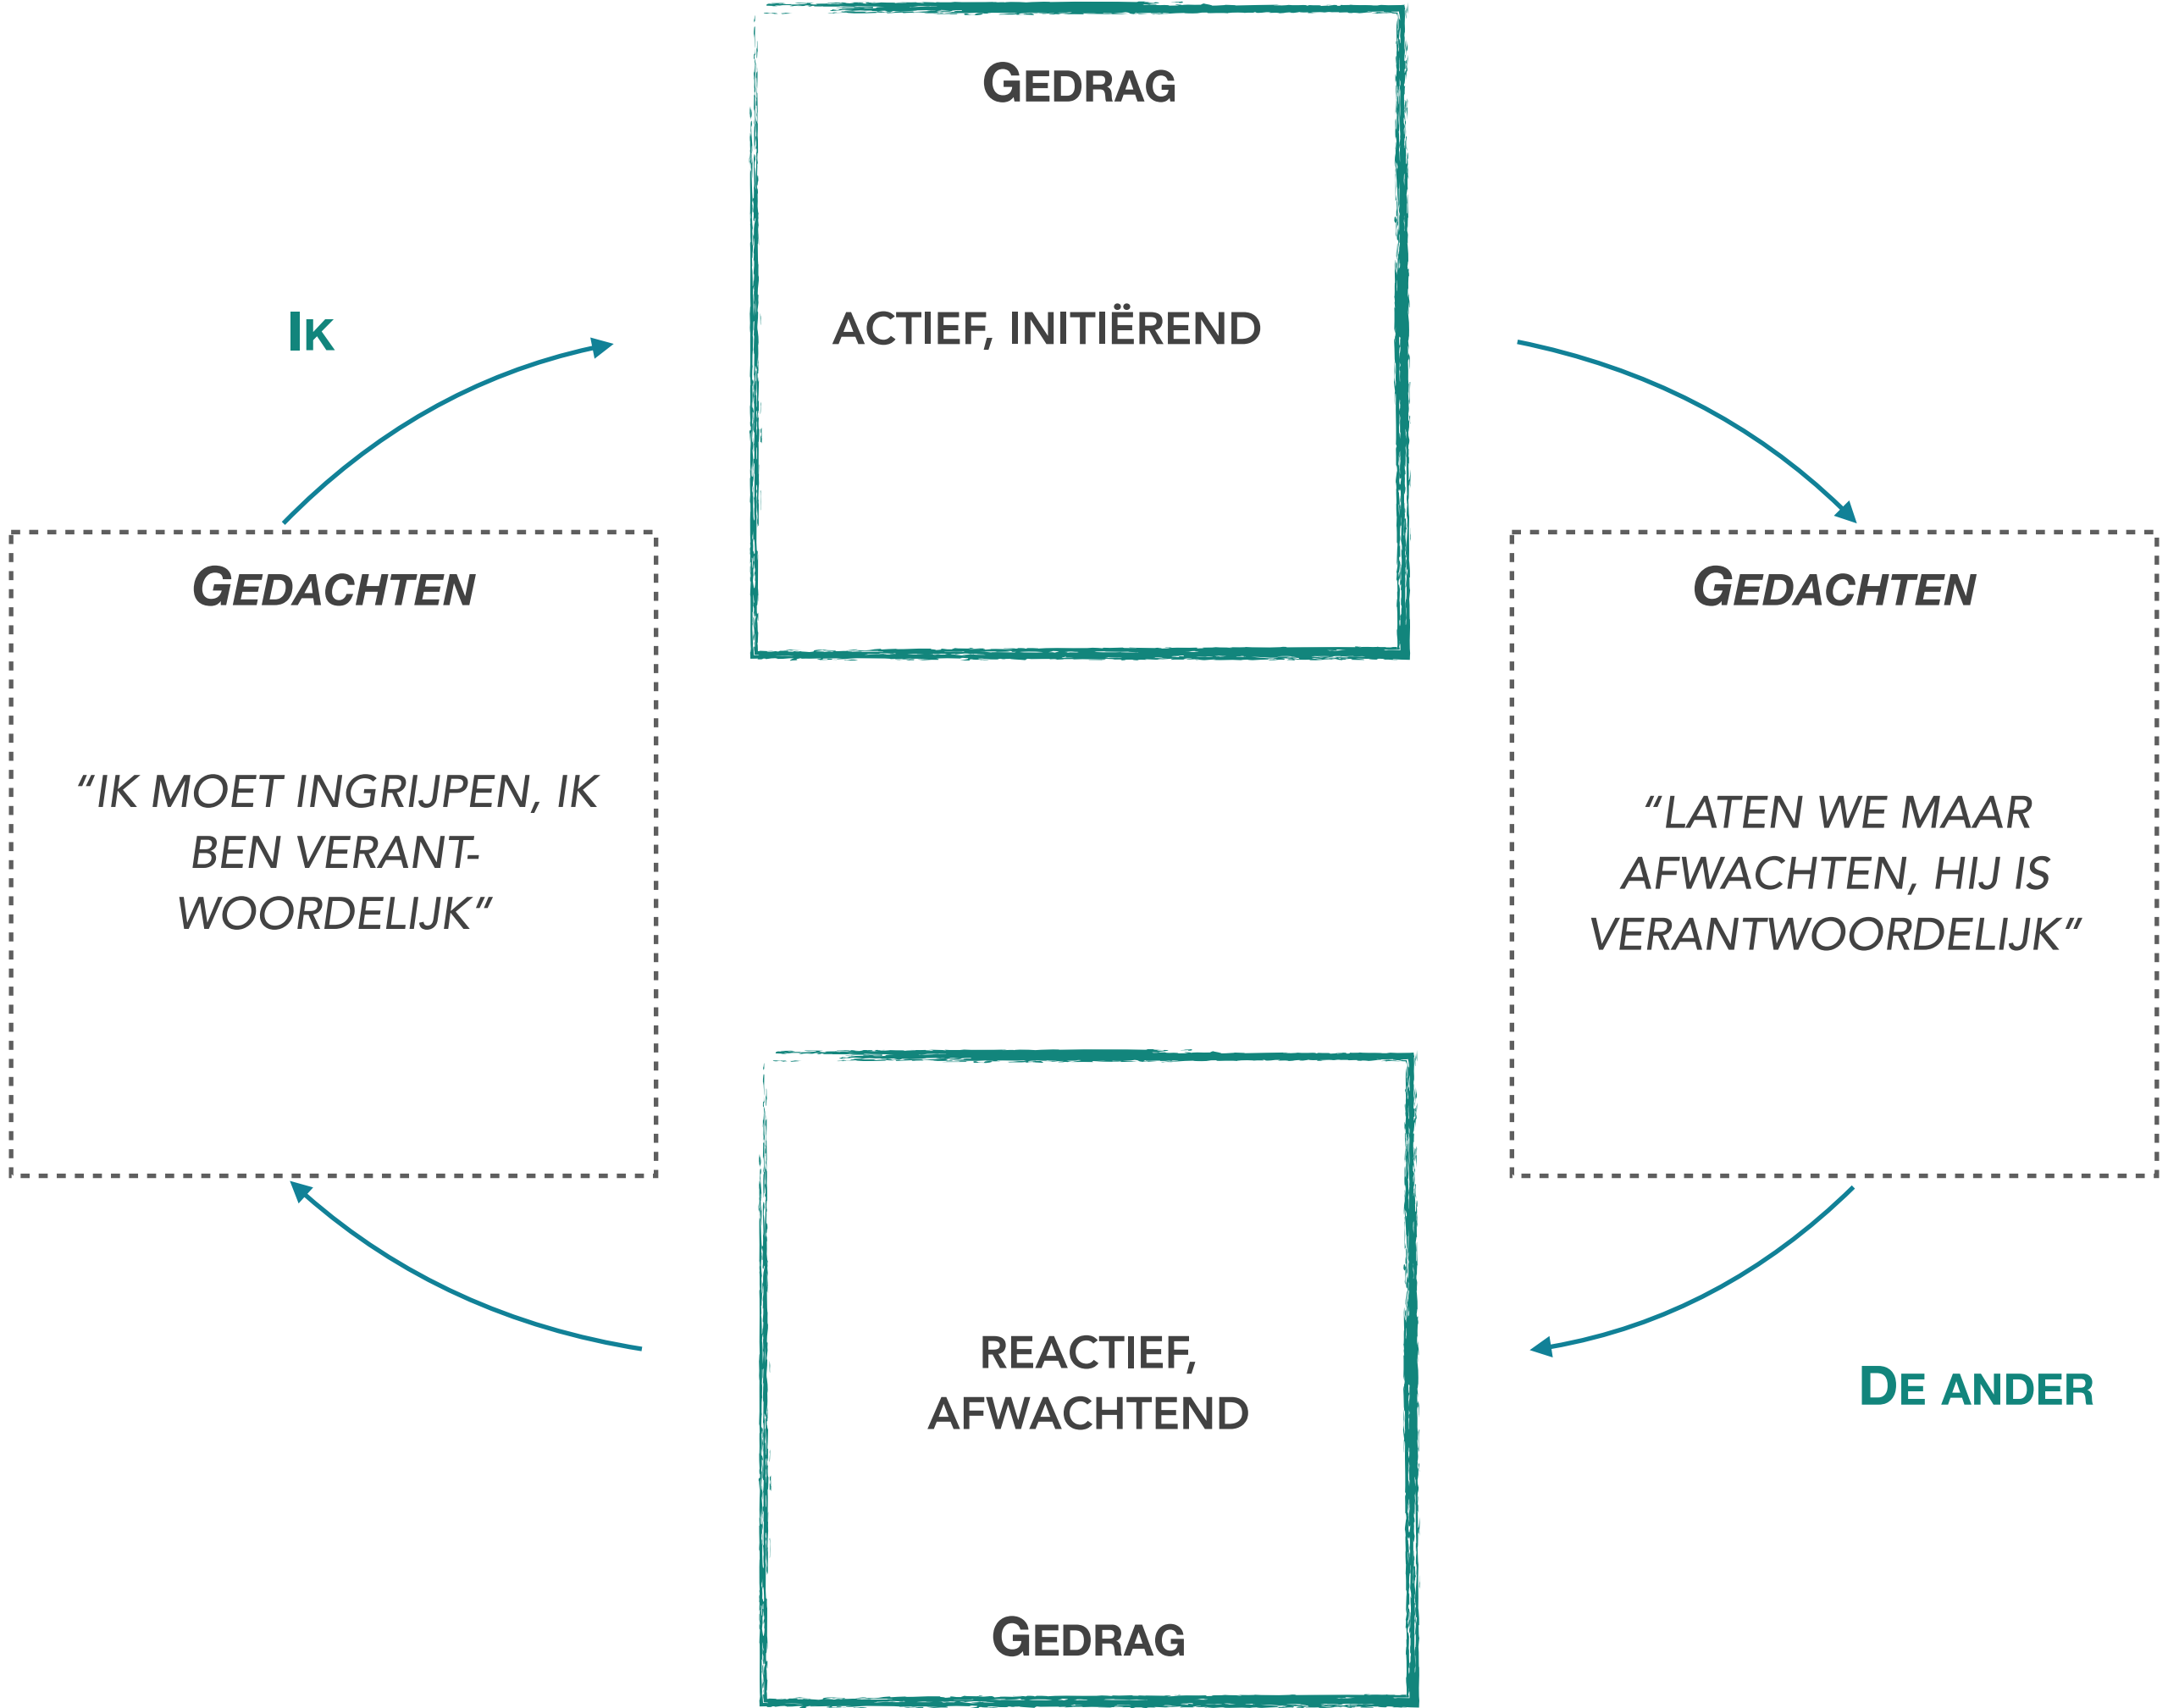 GEDRAG
ACTIEF, INITIËREND
IK
GEDACHTEN
“IK MOET INGRIJPEN, IK
BEN VERANT-
WOORDELIJK”
GEDACHTEN
“LATEN WE MAAR
AFWACHTEN, HIJ IS
VERANTWOORDELIJK”
REACTIEF,
AFWACHTEND
GEDRAG
DE ANDER